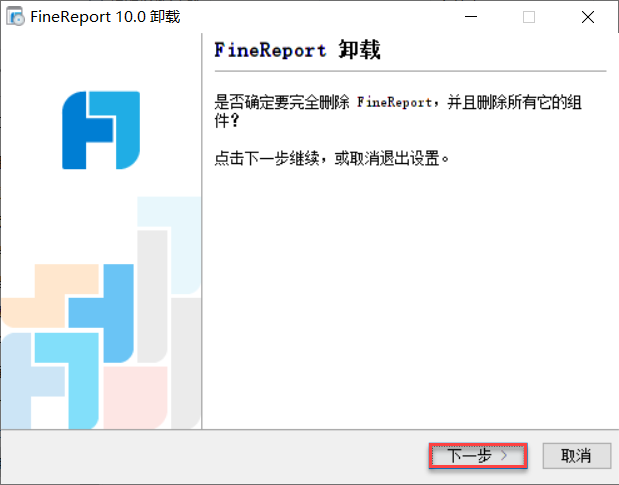 FineReport 10.0 卸载
FineReport 卸载
是否确定要完全删除 FineReport，并且删除所有它的组
件？
点击下一步继续，或取消退出设置。
下一步 >
取消